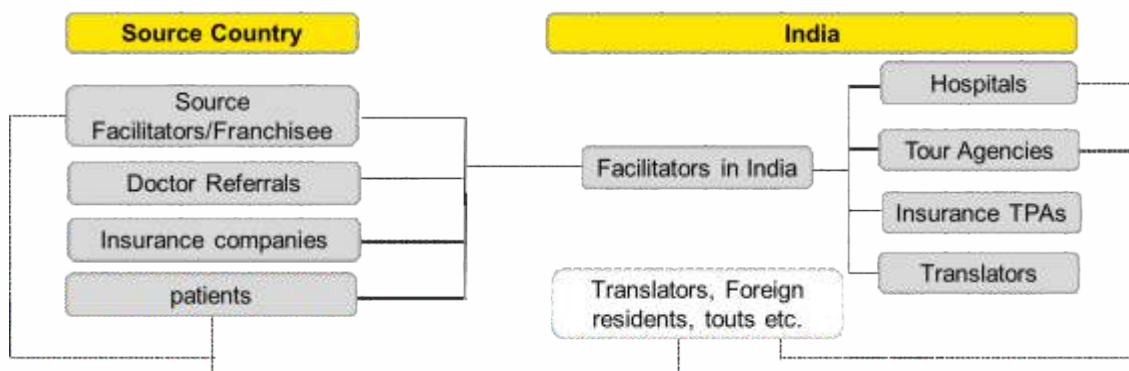 Source Country
India
Source
Facilitators/Franchisee
Doctor Referrals
Insurance companies
patients
Facilitators in India
Hospitals
Tour Agencies
Insurance TPAs
Translators
Translators, Foreign
residents, touts etc.